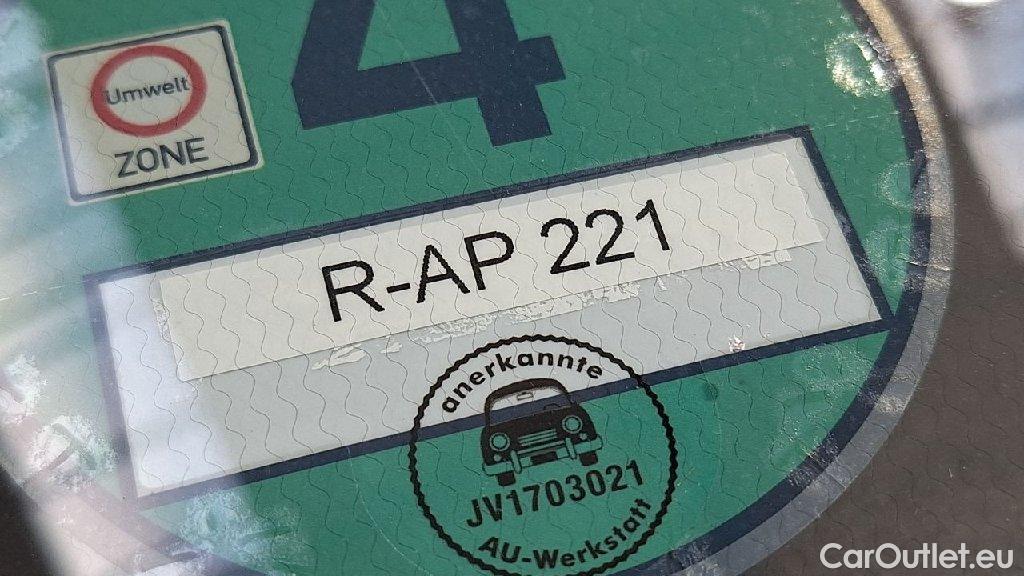 4
Umwelt
ZONE
R-AP 221
anerkannte
JV1703021
AU-Werkstatt
CarOutlet.eu